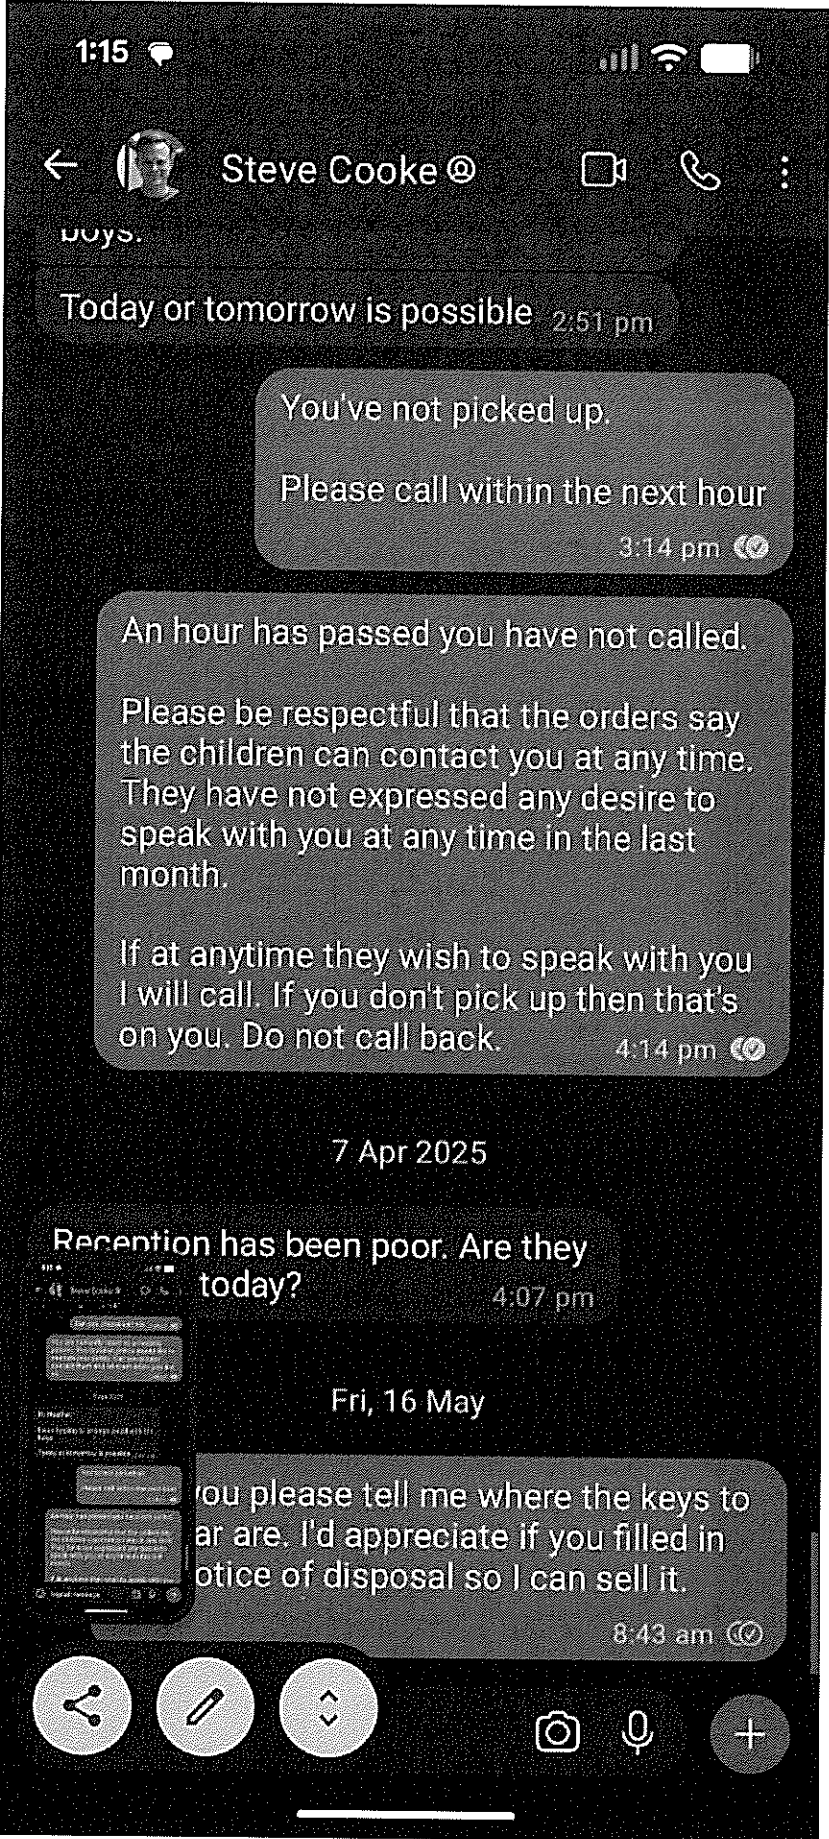 1:15
Steve Cooke
boys.
Today or tomorrow is possible 2:51 pm
You've not picked up.
Please call within the next hour
3:14 pm
An hour has passed you have not called.
Please be respectful that the orders say
the children can contact you at any time.
They have not expressed any desire to
speak with you at any time in the last
month.
If at anytime they wish to speak with you
I will call. If you don't pick up then that's
on you. Do not call back. 4:14 pm
7 Apr 2025
Reception has been poor. Are they
today? 4:07 pm
Fri, 16 May
you please tell me where the keys to
ar are. I'd appreciate if you filled in
otice of disposal so I can sell it.
8:43 am